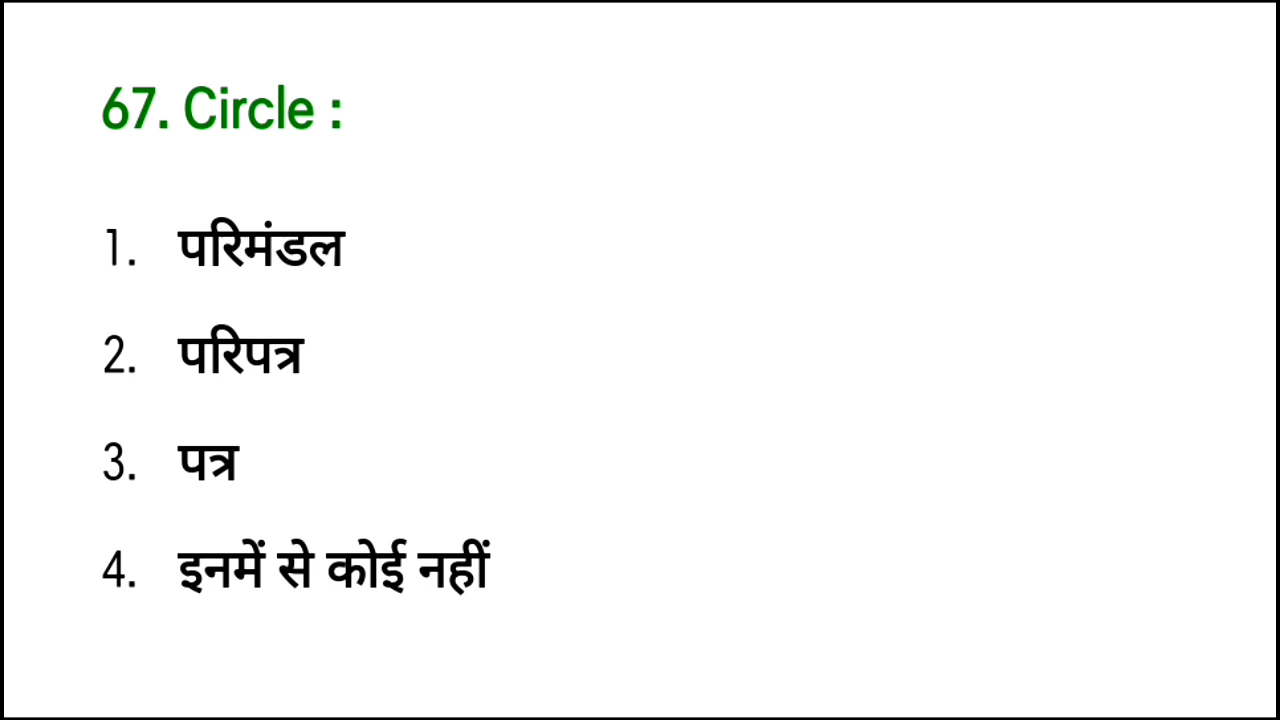 67. Circle :
1. परिमंडल
2. परिपत्र
3. पत्र
4. इनमें से कोई नहीं